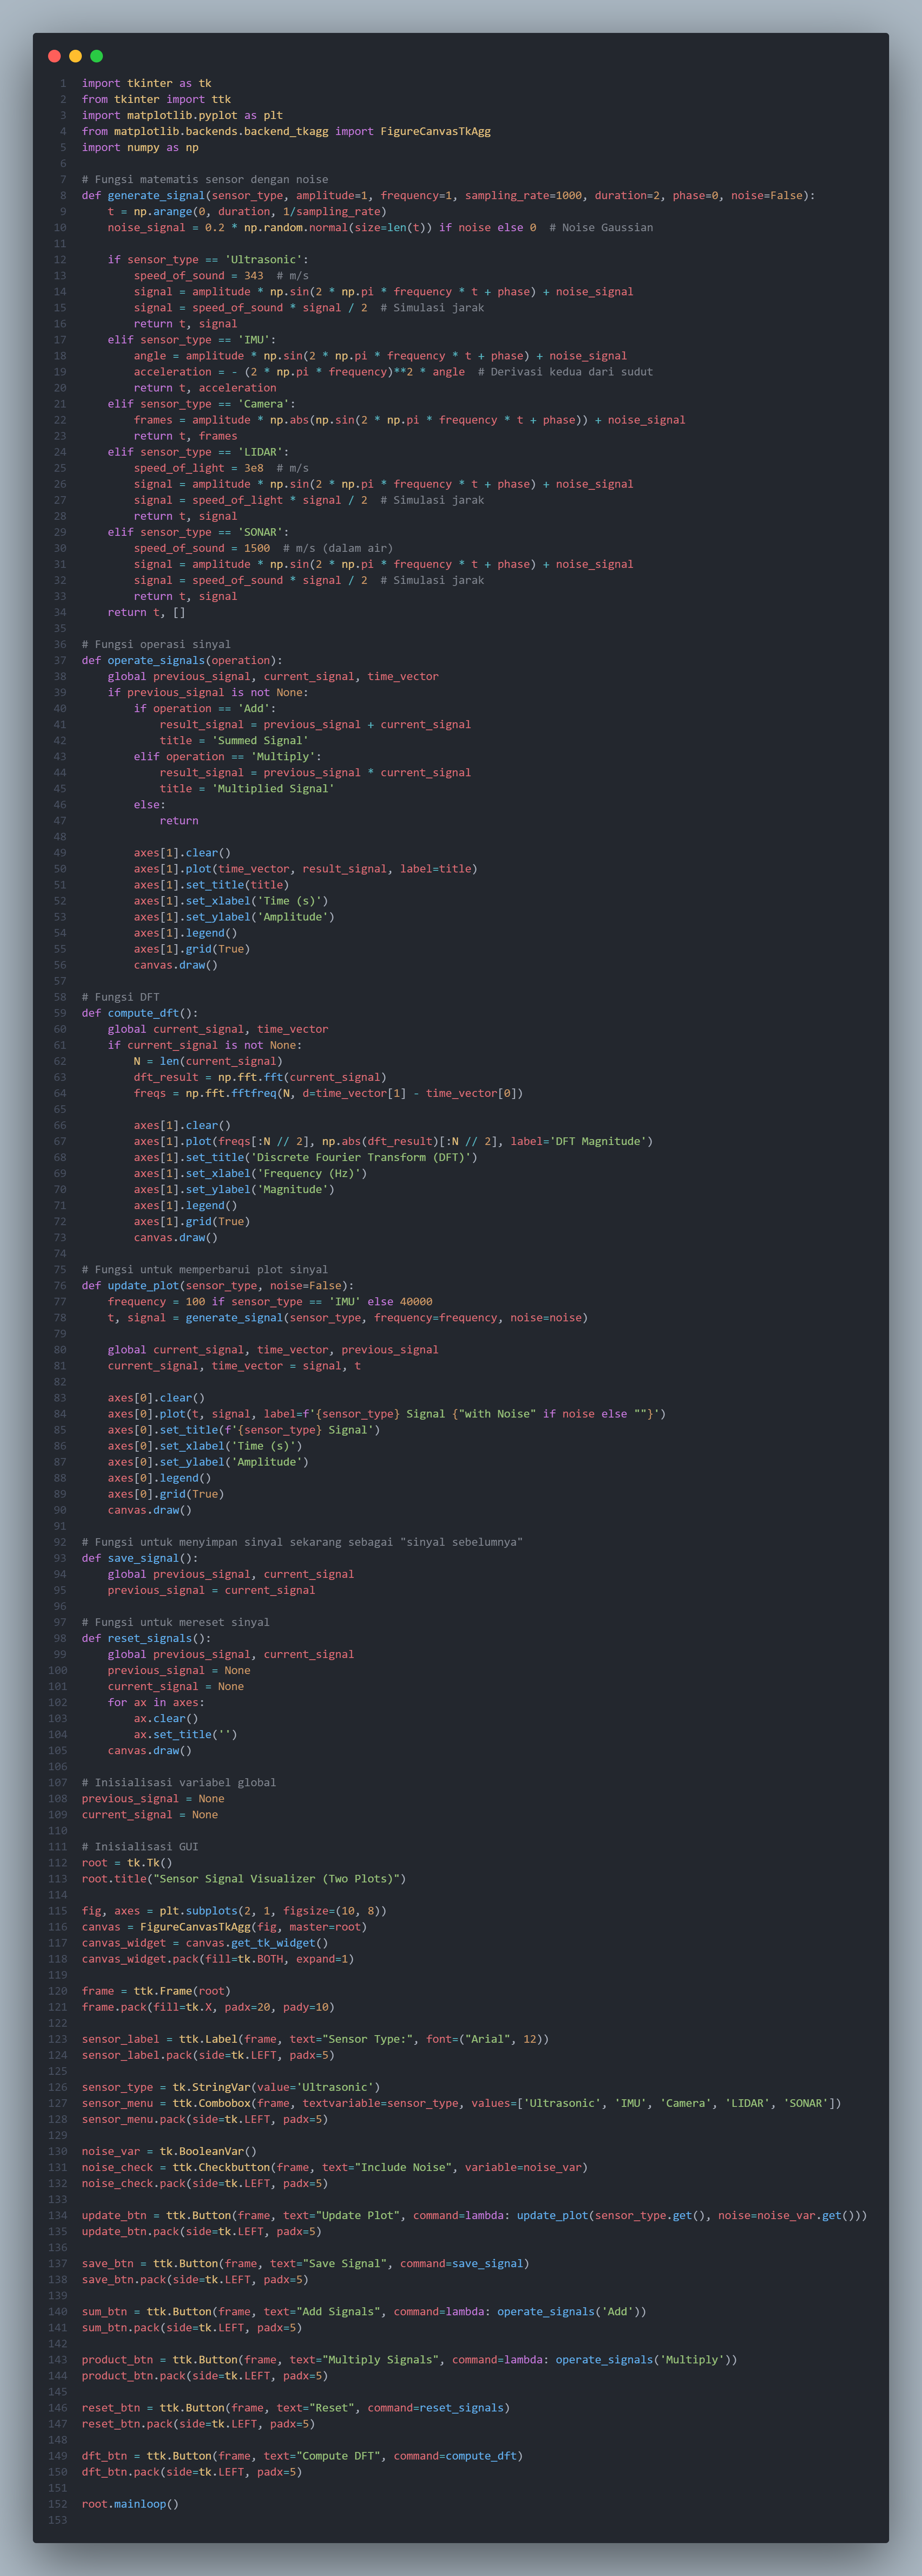 1 import tkinter as tk
2 from tkinter import ttk
3 import matplotlib.pyplot as plt
4 from matplotlib.backends.backend_tkagg import FigureCanvasTkAgg
5 import numpy as np
6
7 # Fungsi matematis sensor dengan noise
8 def generate_signal(sensor_type, amplitude=1, frequency=1, sampling_rate=1000, duration=2, phase=0, noise=False):
9     t = np.arange(0, duration, 1/sampling_rate)
10     noise_signal = 0.2 * np.random.normal(size=len(t)) if noise else 0  # Noise Gaussian
11
12     if sensor_type == 'Ultrasonic':
13         speed_of_sound = 343  # m/s
14         signal = amplitude * np.sin(2 * np.pi * frequency * t + phase) + noise_signal
15         signal = speed_of_sound * signal / 2  # Simulasi jarak
16         return t, signal
17     elif sensor_type == 'IMU':
18         angle = amplitude * np.sin(2 * np.pi * frequency * t + phase) + noise_signal
19         acceleration = - (2 * np.pi * frequency)**2 * angle  # Derivasi kedua dari sudut
20         return t, acceleration
21     elif sensor_type == 'Camera':
22         frames = amplitude * np.abs(np.sin(2 * np.pi * frequency * t + phase)) + noise_signal
23         return t, frames
24     elif sensor_type == 'LIDAR':
25         speed_of_light = 3e8  # m/s
26         signal = amplitude * np.sin(2 * np.pi * frequency * t + phase) + noise_signal
27         signal = speed_of_light * signal / 2  # Simulasi jarak
28         return t, signal
29     elif sensor_type == 'SONAR':
30         speed_of_sound = 1500  # m/s (dalam air)
31         signal = amplitude * np.sin(2 * np.pi * frequency * t + phase) + noise_signal
32         signal = speed_of_sound * signal / 2  # Simulasi jarak
33         return t, signal
34     return t, []
35
36 # Fungsi operasi sinyal
37 def operate_signals(operation):
38     global previous_signal, current_signal, time_vector
39     if previous_signal is not None:
40         if operation == 'Add':
41             result_signal = previous_signal + current_signal
42             title = 'Summed Signal'
43         elif operation == 'Multiply':
44             result_signal = previous_signal * current_signal
45             title = 'Multiplied Signal'
46         else:
47             return
48
49         axes[1].clear()
50         axes[1].plot(time_vector, result_signal, label=title)
51         axes[1].set_title(title)
52         axes[1].set_xlabel('Time (s)')
53         axes[1].set_ylabel('Amplitude')
54         axes[1].legend()
55         axes[1].grid(True)
56         canvas.draw()
57
58 # Fungsi DFT
59 def compute_dft():
60     global current_signal, time_vector
61     if current_signal is not None:
62         N = len(current_signal)
63         dft_result = np.fft.fft(current_signal)
64         freqs = np.fft.fftfreq(N, d=time_vector[1] - time_vector[0])
65
66         axes[1].clear()
67         axes[1].plot(freqs[:N // 2], np.abs(dft_result)[:N // 2], label='DFT Magnitude')
68         axes[1].set_title('Discrete Fourier Transform (DFT)')
69         axes[1].set_xlabel('Frequency (Hz)')
70         axes[1].set_ylabel('Magnitude')
71         axes[1].legend()
72         axes[1].grid(True)
73         canvas.draw()
74
75 # Fungsi untuk memperbarui plot sinyal
76 def update_plot(sensor_type, noise=False):
77     frequency = 100 if sensor_type == 'IMU' else 40000
78     t, signal = generate_signal(sensor_type, frequency=frequency, noise=noise)
79
80     global current_signal, time_vector, previous_signal
81     current_signal, time_vector = signal, t
82
83     axes[0].clear()
84     axes[0].plot(t, signal, label=f'{sensor_type} Signal {"with Noise" if noise else ""}')
85     axes[0].set_title(f'{sensor_type} Signal')
86     axes[0].set_xlabel('Time (s)')
87     axes[0].set_ylabel('Amplitude')
88     axes[0].legend()
89     axes[0].grid(True)
90     canvas.draw()
91
92 # Fungsi untuk menyimpan sinyal sekarang sebagai "sinyal sebelumnya"
93 def save_signal():
94     global previous_signal, current_signal
95     previous_signal = current_signal
96
97 # Fungsi untuk mereset sinyal
98 def reset_signals():
99     global previous_signal, current_signal
100     previous_signal = None
101     current_signal = None
102     for ax in axes:
103         ax.clear()
104         ax.set_title('')
105     canvas.draw()
106
107 # Inisialisasi variabel global
108 previous_signal = None
109 current_signal = None
110
111 # Inisialisasi GUI
112 root = tk.Tk()
113 root.title("Sensor Signal Visualizer (Two Plots)")
114
115 fig, axes = plt.subplots(2, 1, figsize=(10, 8))
116 canvas = FigureCanvasTkAgg(fig, master=root)
117 canvas_widget = canvas.get_tk_widget()
118 canvas_widget.pack(fill=tk.BOTH, expand=1)
119
120 frame = ttk.Frame(root)
121 frame.pack(fill=tk.X, padx=20, pady=10)
122
123 sensor_label = ttk.Label(frame, text="Sensor Type:", font=("Arial", 12))
124 sensor_label.pack(side=tk.LEFT, padx=5)
125
126 sensor_type = tk.StringVar(value='Ultrasonic')
127 sensor_menu = ttk.Combobox(frame, textvariable=sensor_type, values=['Ultrasonic', 'IMU', 'Camera', 'LIDAR', 'SONAR'])
128 sensor_menu.pack(side=tk.LEFT, padx=5)
129
130 noise_var = tk.BooleanVar()
131 noise_check = ttk.Checkbutton(frame, text="Include Noise", variable=noise_var)
132 noise_check.pack(side=tk.LEFT, padx=5)
133
134 update_btn = ttk.Button(frame, text="Update Plot", command=lambda: update_plot(sensor_type.get(), noise=noise_var.get()))
135 update_btn.pack(side=tk.LEFT, padx=5)
136
137 save_btn = ttk.Button(frame, text="Save Signal", command=save_signal)
138 save_btn.pack(side=tk.LEFT, padx=5)
139
140 sum_btn = ttk.Button(frame, text="Add Signals", command=lambda: operate_signals('Add'))
141 sum_btn.pack(side=tk.LEFT, padx=5)
142
143 product_btn = ttk.Button(frame, text="Multiply Signals", command=lambda: operate_signals('Multiply'))
144 product_btn.pack(side=tk.LEFT, padx=5)
145
146 reset_btn = ttk.Button(frame, text="Reset", command=reset_signals)
147 reset_btn.pack(side=tk.LEFT, padx=5)
148
149 dft_btn = ttk.Button(frame, text="Compute DFT", command=compute_dft)
150 dft_btn.pack(side=tk.LEFT, padx=5)
151
152 root.mainloop()
153